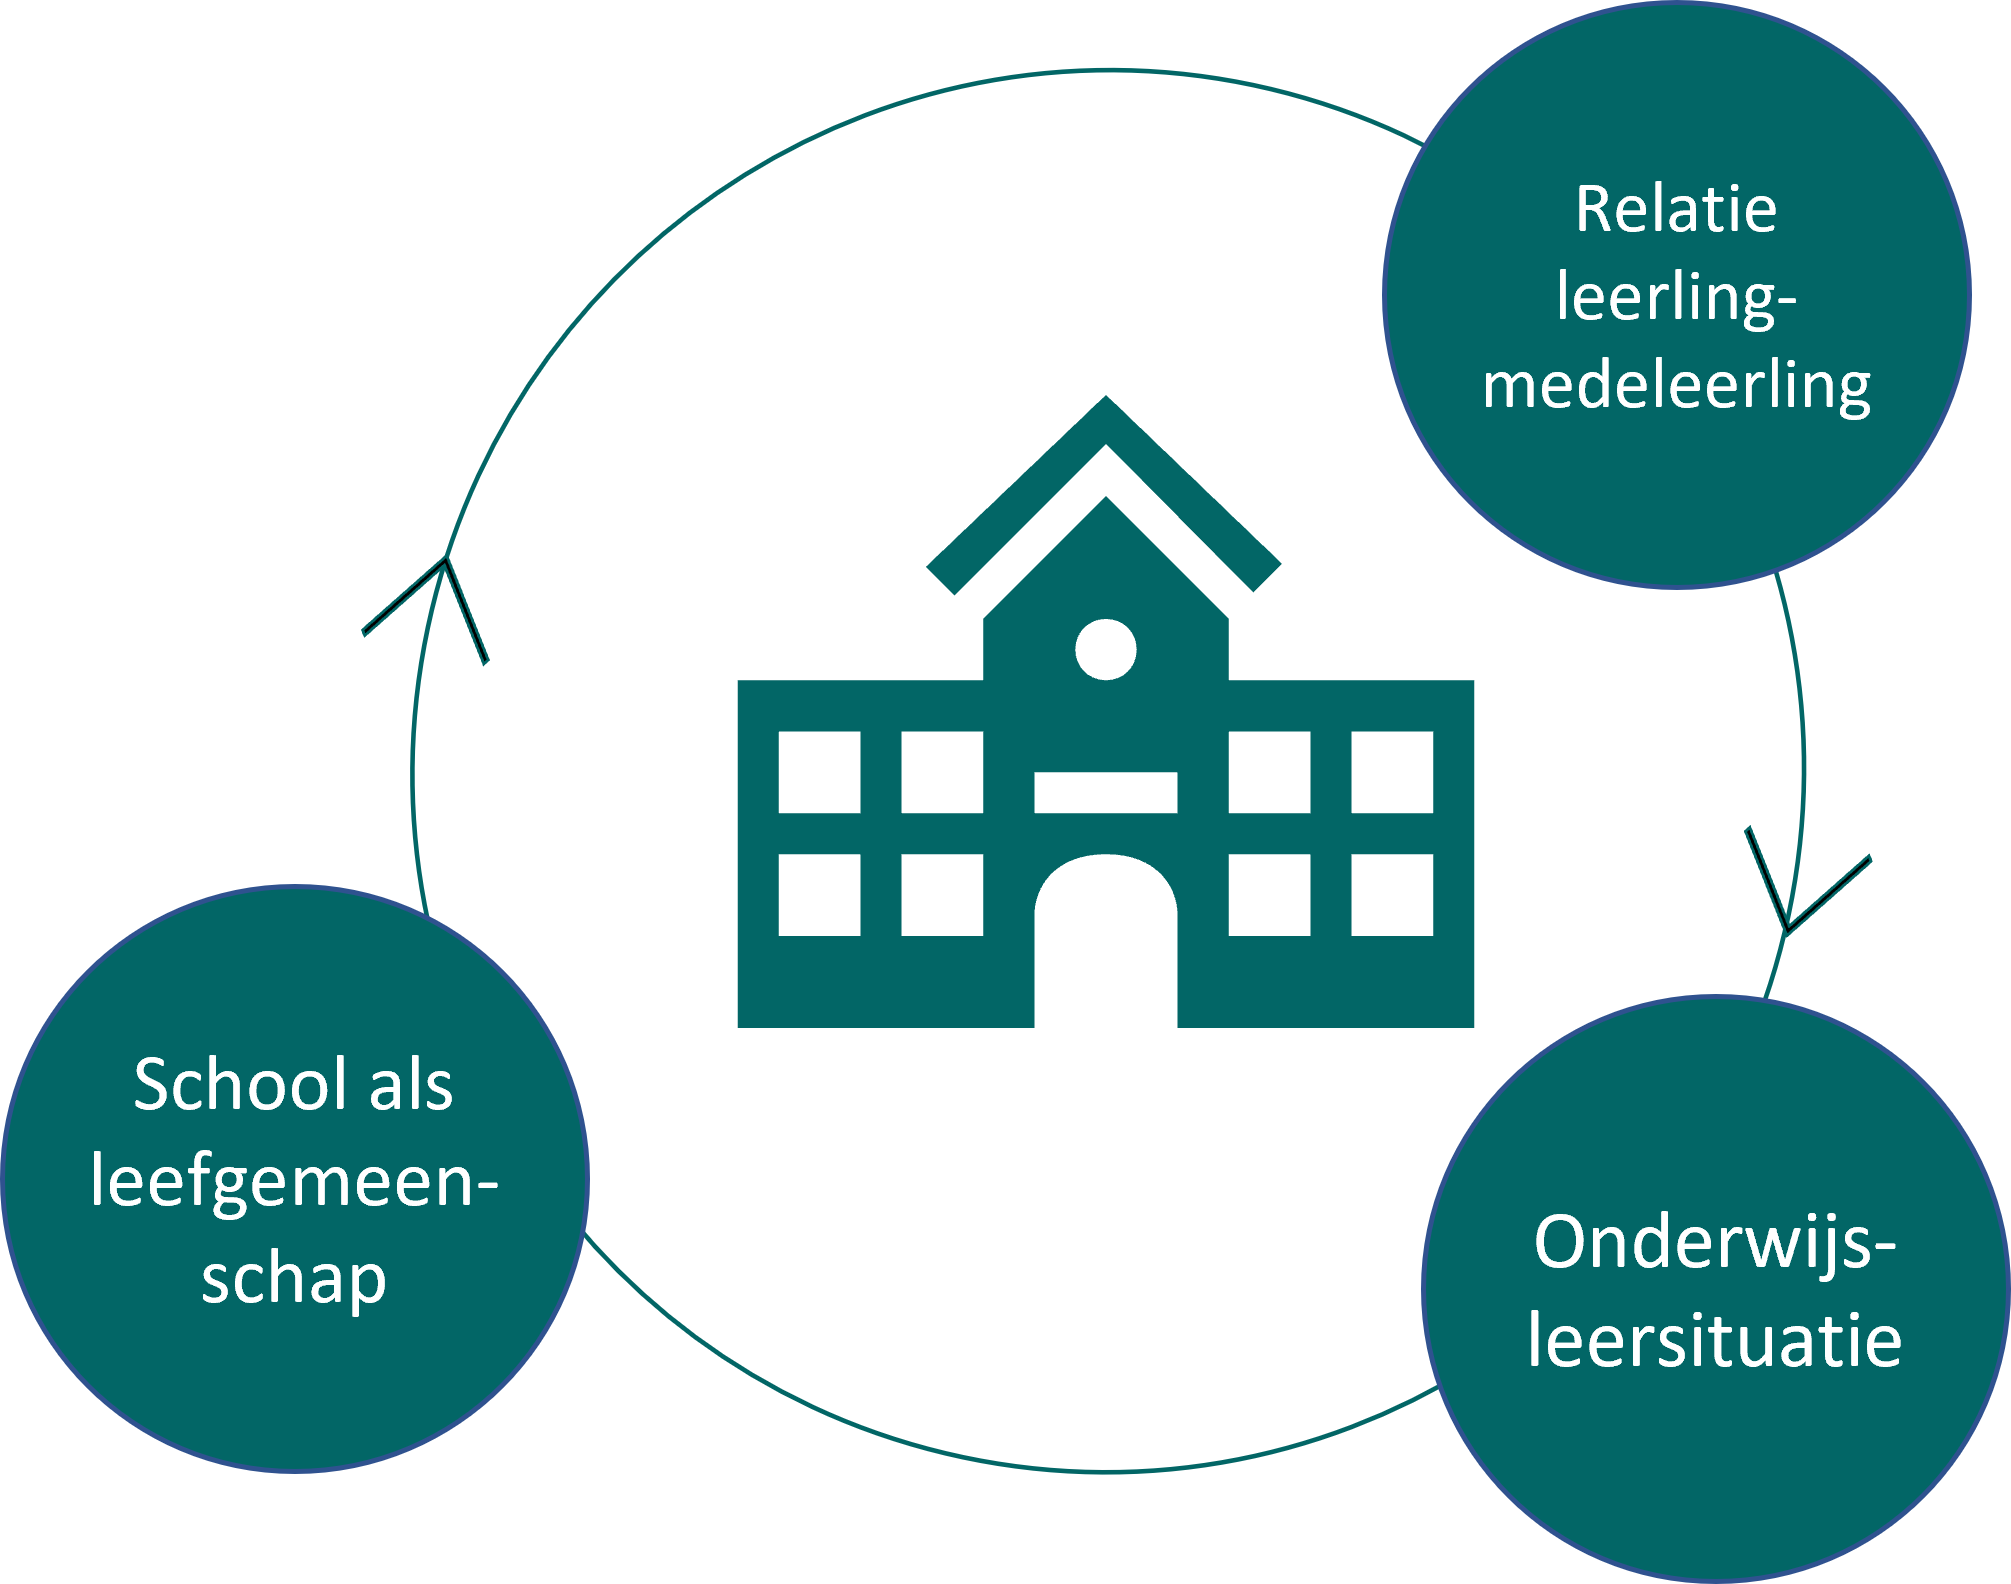 Relatie
leerling-
medeleerling
School als
leefgemeen-
schap
Onderwijs-
leersituatie